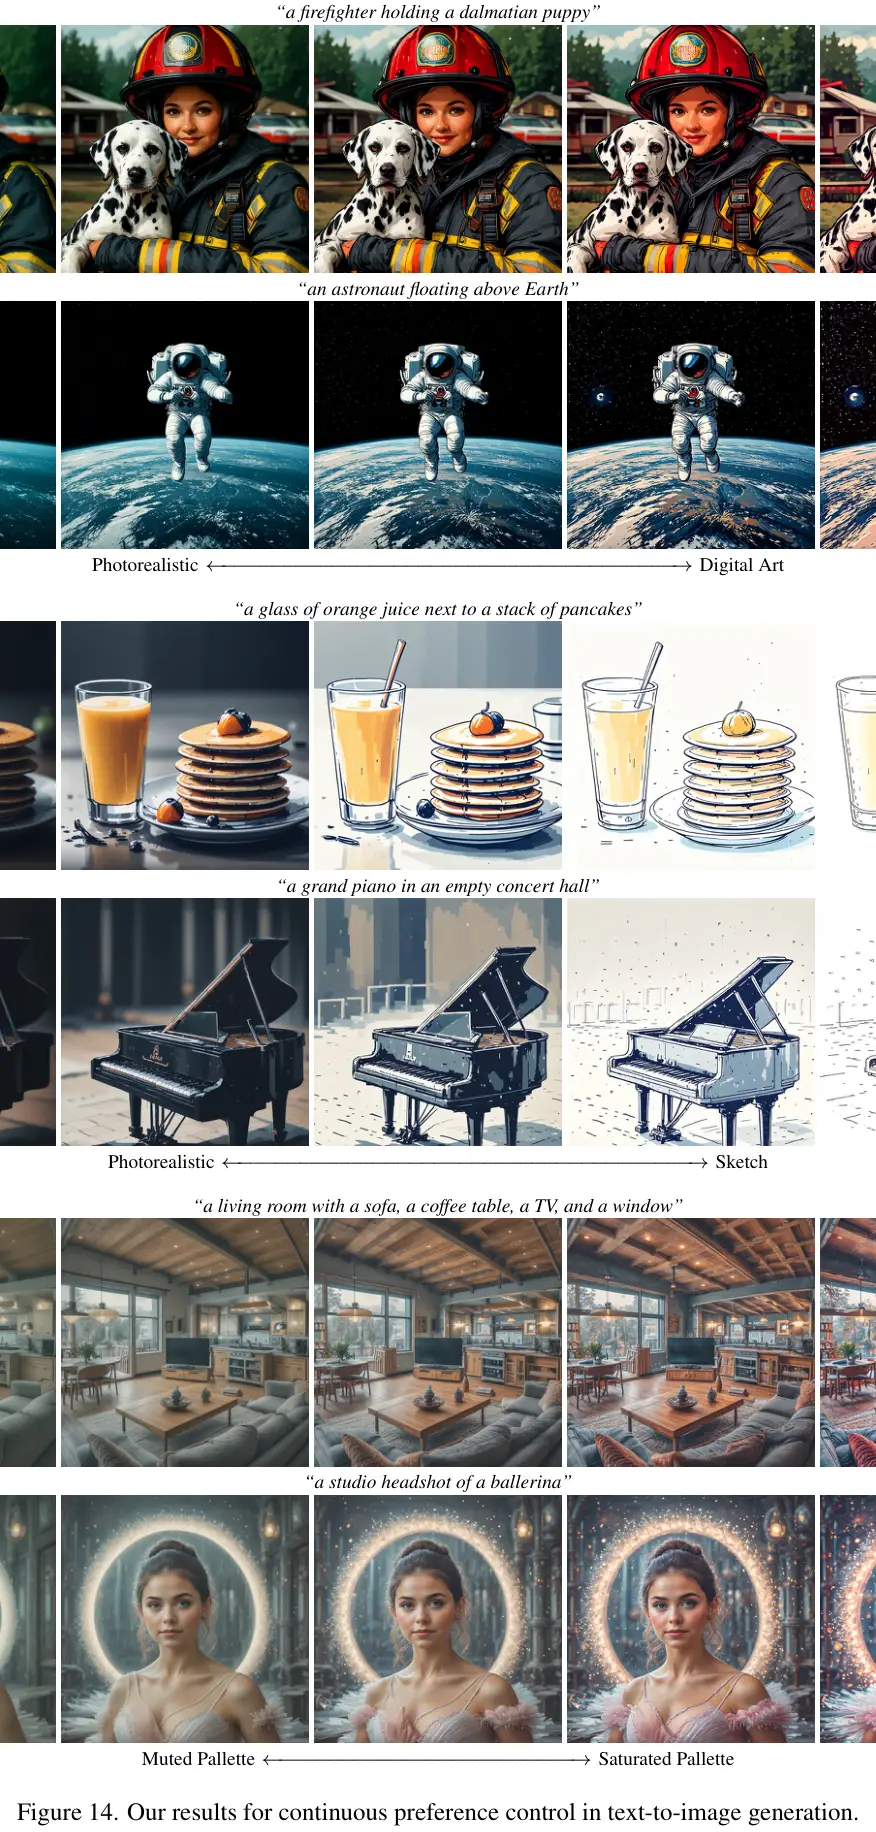 “a firefighter holding a dalmatian puppy”
“an astronaut floating above Earth”
Photorealistic ←→ Digital Art
“a glass of orange juice next to a stack of pancakes”
“a grand piano in an empty concert hall”
Photorealistic ←→ Sketch
“a living room with a sofa, a coffee table, a TV, and a window”
“a studio headshot of a ballerina”
Muted Pallette ←→ Saturated Pallette
Figure 14. Our results for continuous preference control in text-to-image generation.